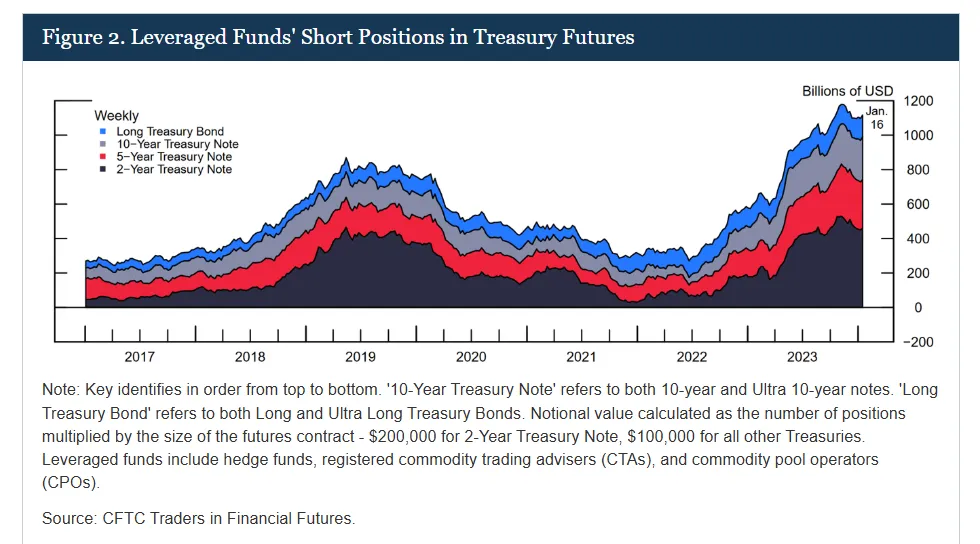 Figure 2. Leveraged Funds' Short Positions in Treasury Futures
Billions of USD
Weekly
Long Treasury Bond
10−Year Treasury Note
5−Year Treasury Note
2−Year Treasury Note
Jan.
16
1200
1000
800
600
400
200
0
−200
2017 2018 2019 2020 2021 2022 2023
Note: Key identifies in order from top to bottom. '10-Year Treasury Note' refers to both 10-year and Ultra 10-year notes. 'Long
Treasury Bond' refers to both Long and Ultra Long Treasury Bonds. Notional value calculated as the number of positions
multiplied by the size of the futures contract - $200,000 for 2-Year Treasury Note, $100,000 for all other Treasuries.
Leveraged funds include hedge funds, registered commodity trading advisers (CTAs), and commodity pool operators
(CPOs).
Source: CFTC Traders in Financial Futures.